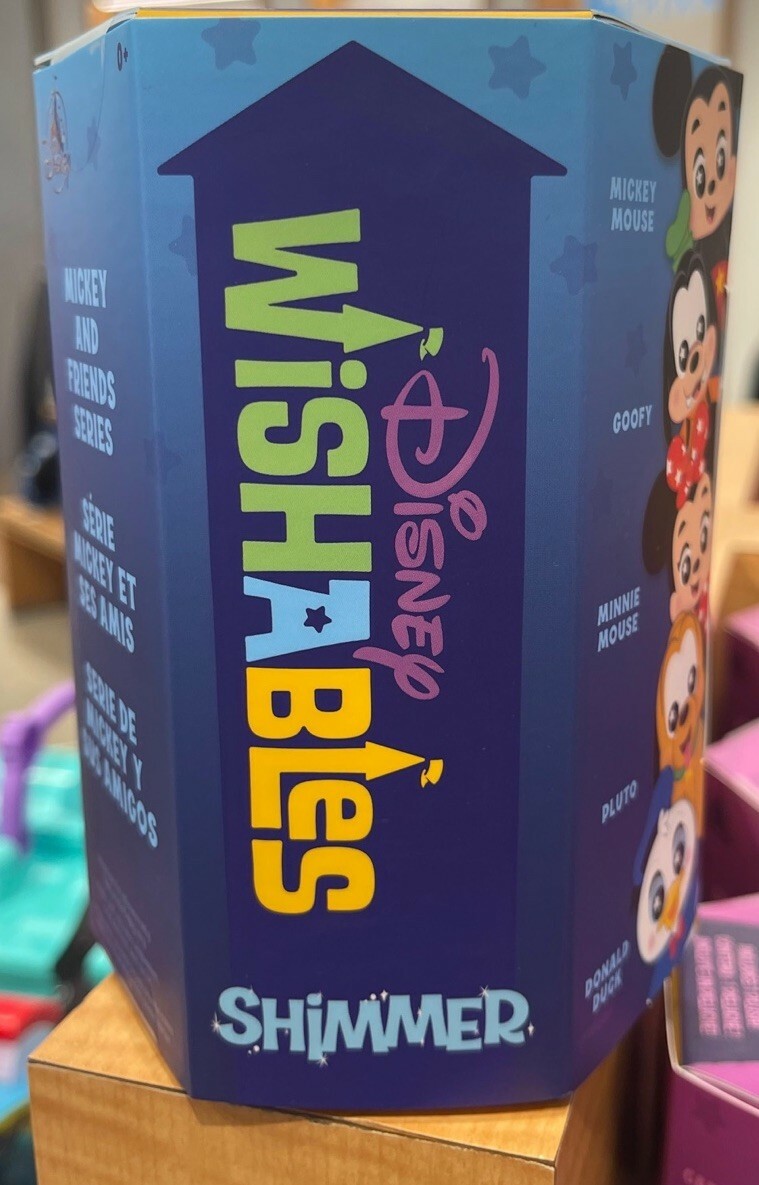 0+
MICKEY
AND
FRIENDS
SERIES
SÉRIE
MICKEY ET
SES AMIS
SERIE DE
MICKEY Y
SUS AMIGOS
DISNEY
WiSHABLeS
SHiMMER
MICKEY
MOUSE
GOOFY
MINNIE
MOUSE
PLUTO
DONALD
DUCK